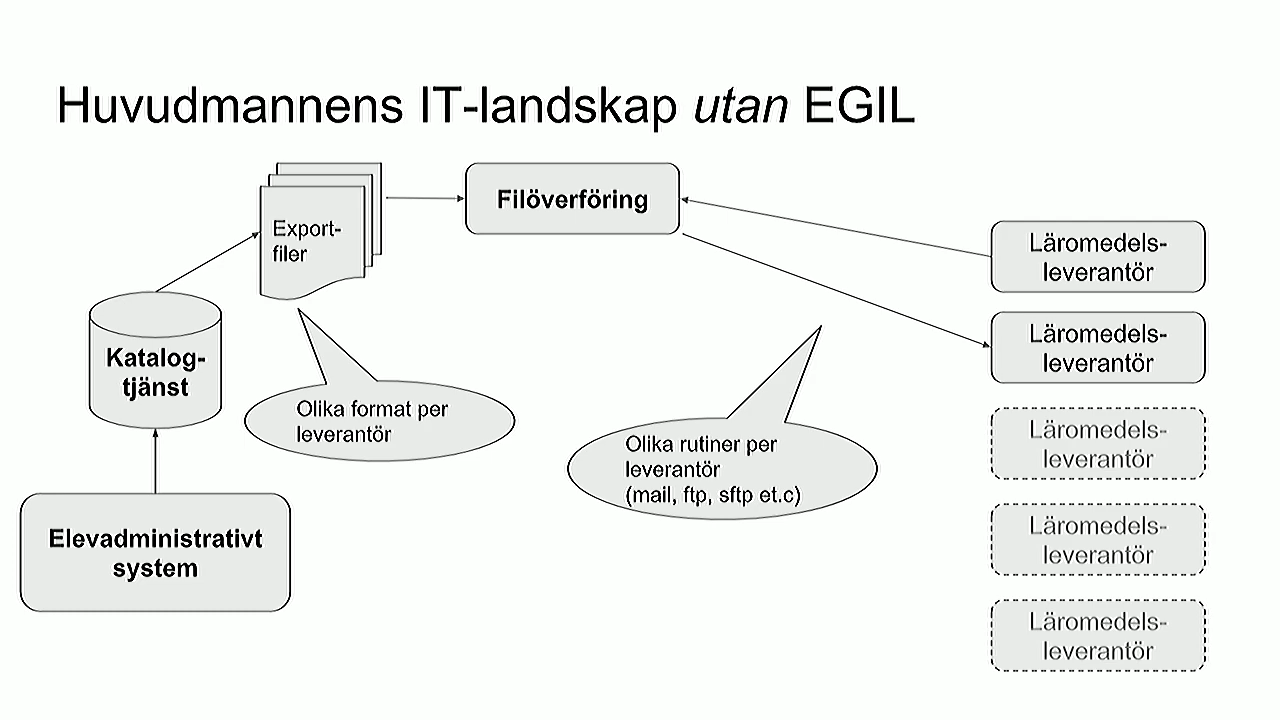 Huvudmannens IT-landskap utan EGIL
Export-
filer
Filöverföring
Läromedels-
leverantör
Läromedels-
leverantör
Katalog-
tjänst
Olika format per
leverantör
Olika rutiner per
leverantör
(mail, ftp, sftp et.c)
Läromedels-
leverantör
Elevadministrativt
system
Läromedels-
leverantör
Läromedels-
leverantör